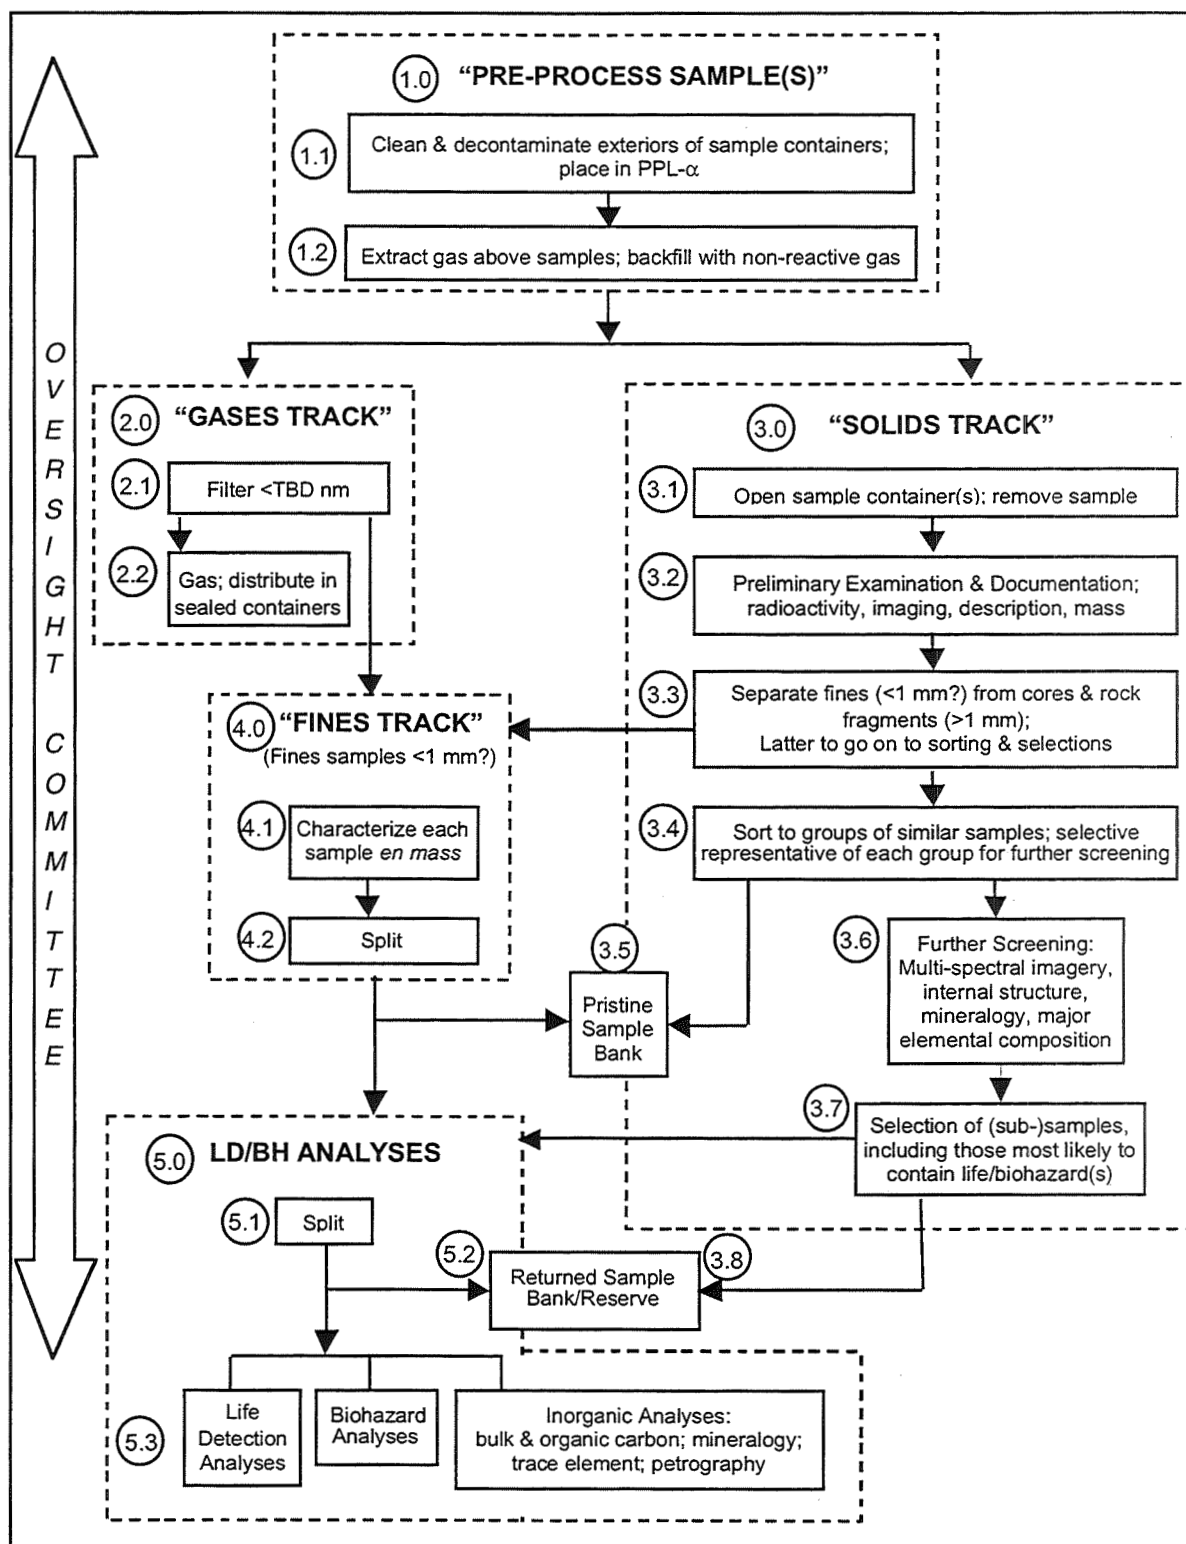 OVERSIGHT COMMITTEE
1.0 “PRE-PROCESS SAMPLE(S)”
1.1
Clean & decontaminate exteriors of sample containers;
place in PPL-α
1.2
Extract gas above samples; backfill with non-reactive gas
2.0 “GASES TRACK”
2.1
Filter <TBD nm
2.2
Gas; distribute in
sealed containers
3.0 “SOLIDS TRACK”
3.1
Open sample container(s); remove sample
3.2
Preliminary Examination & Documentation;
radioactivity, imaging, description, mass
3.3
Separate fines (<1 mm?) from cores & rock
fragments (>1 mm);
Latter to go on to sorting & selections
4.0 “FINES TRACK”
(Fines samples <1 mm?)
4.1
Characterize each
sample en mass
4.2
Split
3.4
Sort to groups of similar samples; selective
representative of each group for further screening
3.5
Pristine
Sample
Bank
3.6
Further Screening:
Multi-spectral imagery,
internal structure,
mineralogy, major
elemental composition
3.7
Selection of (sub-)samples,
including those most likely to
contain life/biohazard(s)
5.0 LD/BH ANALYSES
5.1
Split
5.2
3.8
Returned Sample
Bank/Reserve
5.3
Life
Detection
Analyses
Biohazard
Analyses
Inorganic Analyses:
bulk & organic carbon; mineralogy;
trace element; petrography